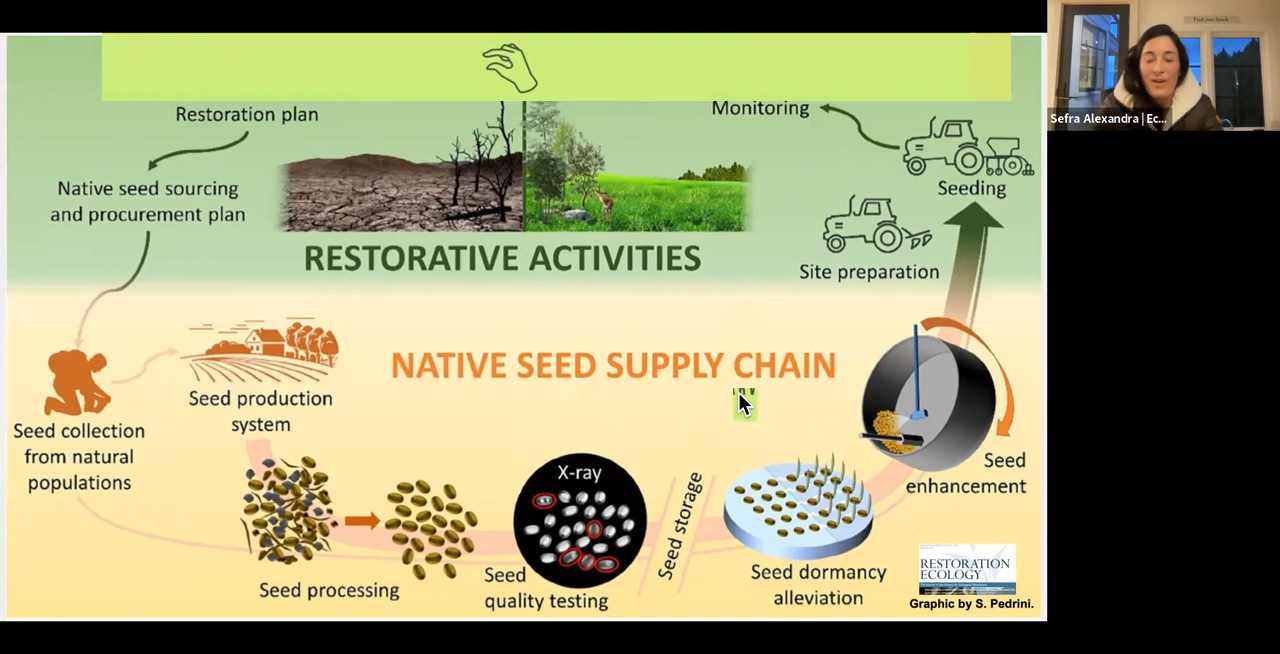 Restoration plan
Native seed sourcing
and procurement plan
RESTORATIVE ACTIVITIES
Monitoring
Seeding
Site preparation
NATIVE SEED SUPPLY CHAIN
Seed collection
from natural
populations
Seed production
system
Seed processing
X-ray
Seed
quality testing
Seed storage
Seed dormancy
alleviation
Seed
enhancement
RESTORATION
ECOLOGY
Graphic by S. Pedrini.
Find your beach
Sefra Alexandra | Ec...